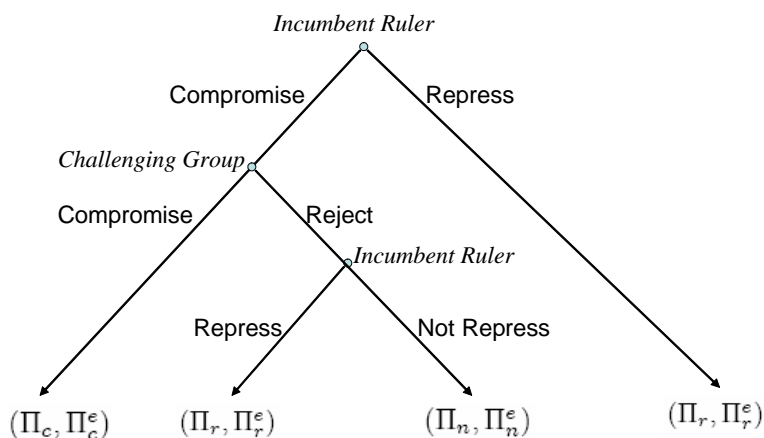 Incumbent Ruler
Compromise Repress
Challenging Group
Compromise Reject
Incumbent Ruler
Repress Not Repress
(Π_c, Π_c^e) (Π_r, Π_r^e) (Π_n, Π_n^e) (Π_r, Π_r^e)